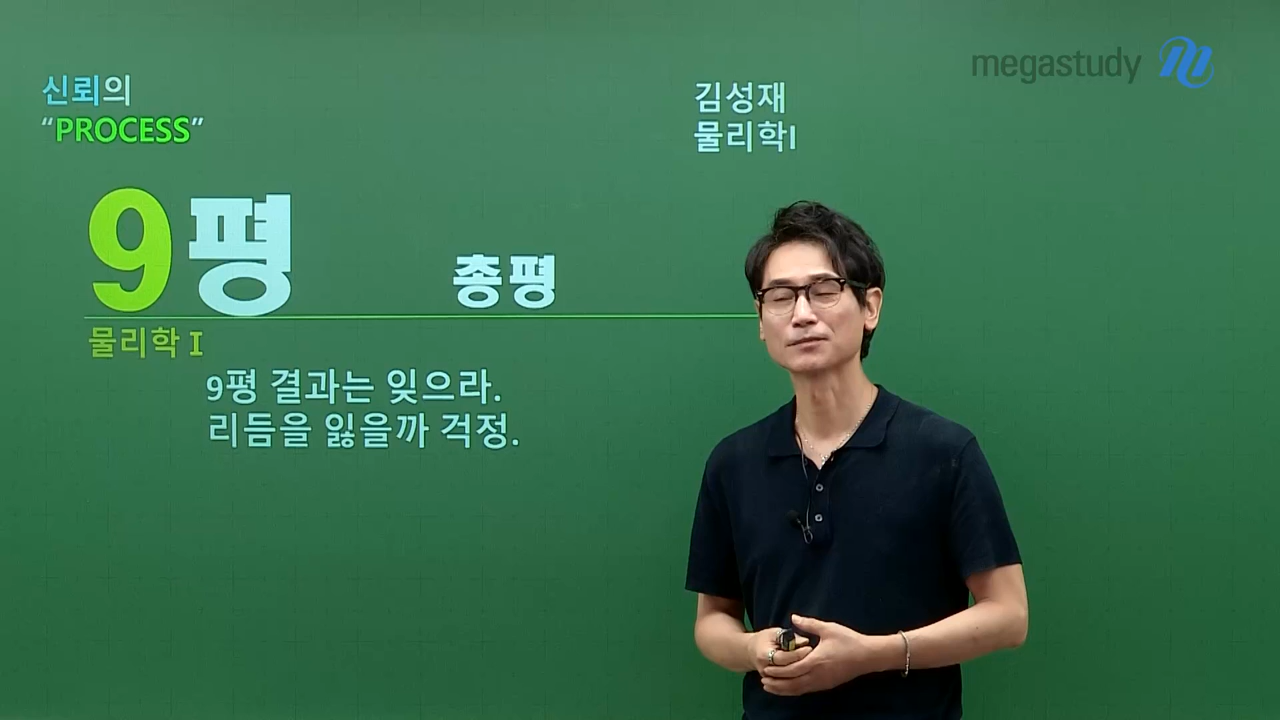 megastudy
신뢰의
“PROCESS”
김성재
물리학I
9평
총평
물리학 I
9평 결과는 잊으라.
리듬을 잃을까 걱정.